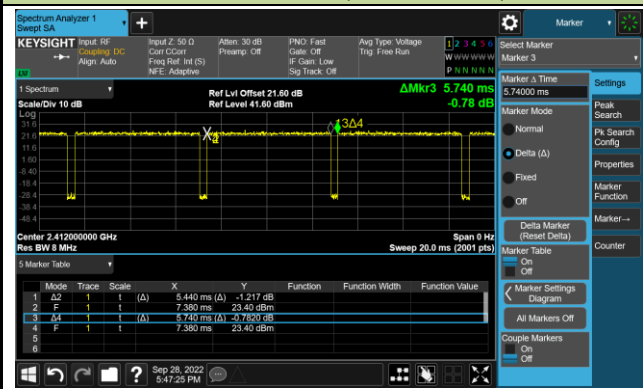 Spectrum Analyzer 1
Swept SA
+
Marker
KEYSIGHT
Input: RF
Coupling: DC
Align: Auto
Input Z: 50 Ω
Corr CCorr
Freq Ref: Int (S)
NFE: Adaptive
Atten: 30 dB
Preamp: Off
PNO: Fast
Gate: Off
IF Gain: Low
Sig Track: Off
Avg Type: Voltage
Trig: Free Run
1 2 3 4 5 6
W W W W W W
P N N N N N
Select Marker
Marker 3
LXI
1 Spectrum
Scale/Div 10 dB
Ref Lvl Offset 21.60 dB
Ref Level 41.60 dBm
ΔMkr3 5.740 ms
-0.78 dB
Log
31.6
21.6
11.6
1.60
-8.40
-18.4
-28.4
-38.4
-48.4
13Δ4
Center 2.412000000 GHz
Res BW 8 MHz
Span 0 Hz
Sweep 20.0 ms (2001 pts)
5 Marker Table
Mode Trace Scale X Y Function Function Width Function Value
1 Δ2 1 t (Δ) 5.440 ms (Δ) -1.217 dB
2 F 1 t 7.380 ms 23.40 dBm
3 Δ4 1 t (Δ) 5.740 ms (Δ) -0.7820 dB
4 F 1 t 7.380 ms 23.40 dBm
5
6
Marker Δ Time
5.74000 ms
Marker Mode
Normal
Delta (Δ)
Fixed
Off
Delta Marker
(Reset Delta)
Marker Table
On
Off
Marker Settings
Diagram
All Markers Off
Couple Markers
On
Off
Settings
Peak
Search
Pk Search
Config
Properties
Marker
Function
Marker→
Counter
?
Sep 28, 2022
5:47:25 PM